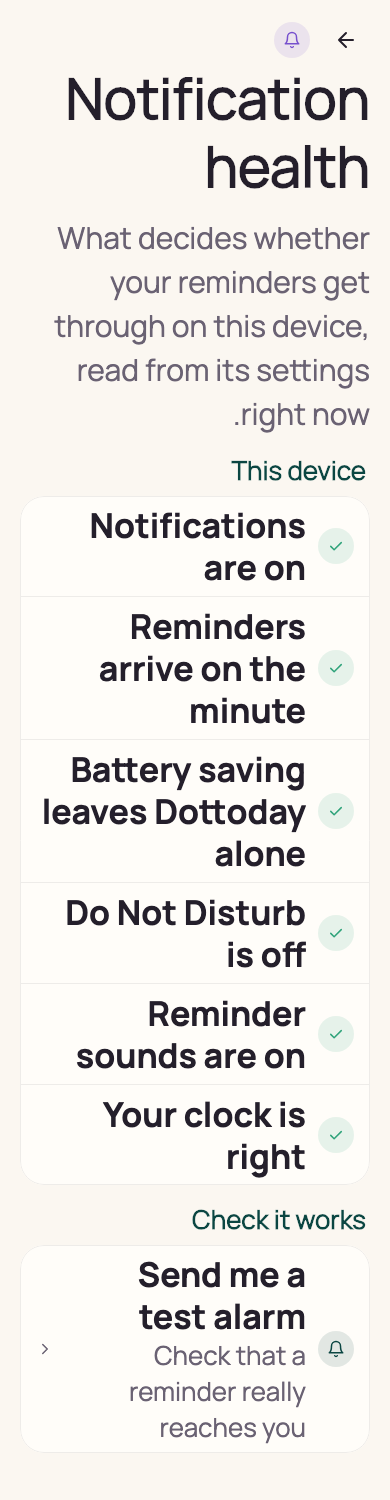 Notification
health
What decides whether
your reminders get
through on this device,
read from its settings
.right now
This device
Notifications
are on
Reminders
arrive on the
minute
Battery saving
leaves Dottoday
alone
Do Not Disturb
is off
Reminder
sounds are on
Your clock is
right
Check it works
Send me a
test alarm
Check that a
reminder really
reaches you